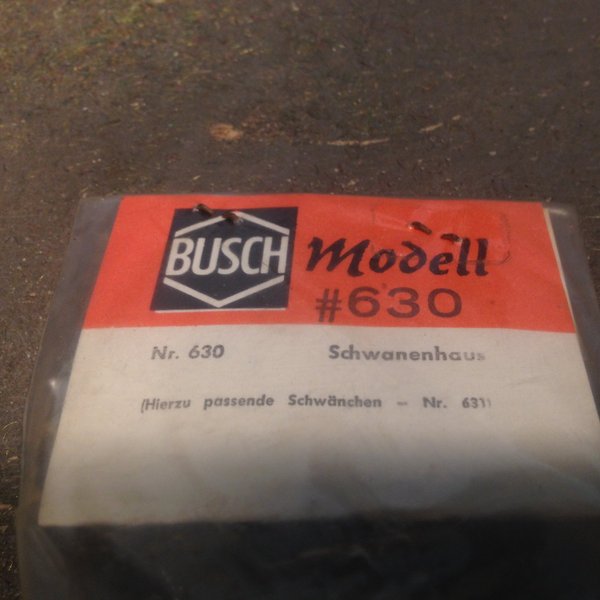 BUSCH Modell
#630
Nr. 630 Schwanenhaus
(Hierzu passende Schwänchen - Nr. 631)